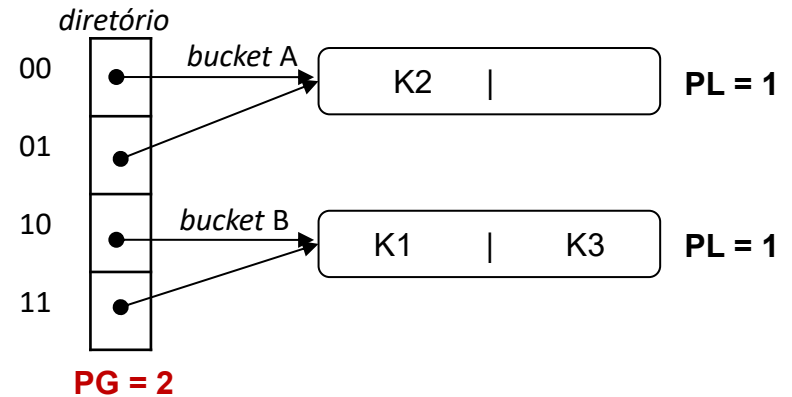 diretório
00
bucket A
K2 |
PL = 1
01
10
bucket B
K1 | K3
PL = 1
11
PG = 2